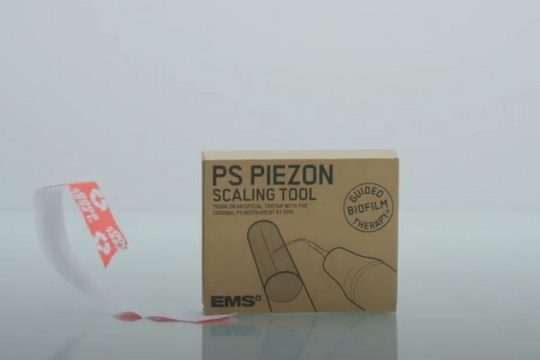 PS PIEZON
SCALING TOOL
TRAIN ON ARTIFICIAL TARTAR WITH THE
ORIGINAL PS INSTRUMENT BY EMS
GUIDED
BIOFILM
THERAPY
EMS